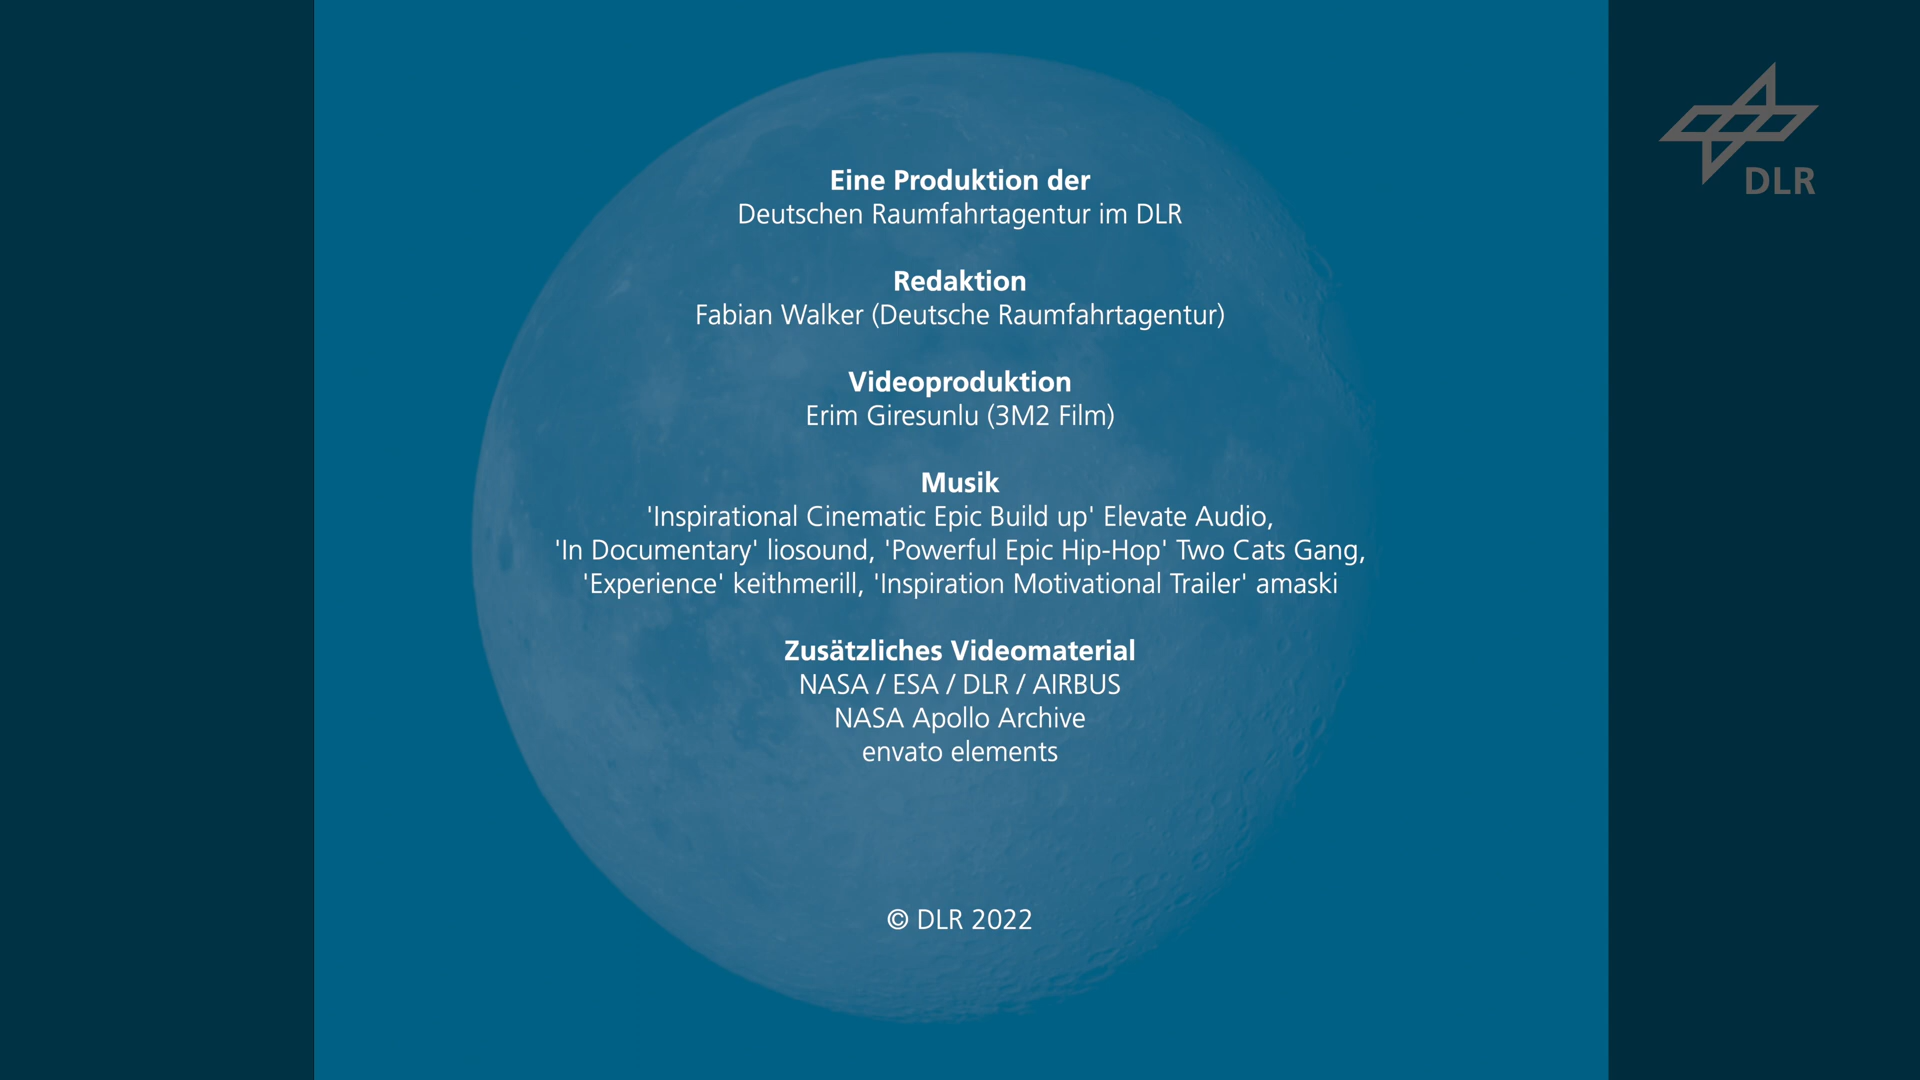 Eine Produktion der
Deutschen Raumfahrtagentur im DLR
Redaktion
Fabian Walker (Deutsche Raumfahrtagentur)
Videoproduktion
Erim Giresunlu (3M2 Film)
Musik
'Inspirational Cinematic Epic Build up' Elevate Audio,
'In Documentary' liosound, 'Powerful Epic Hip-Hop' Two Cats Gang,
'Experience' keithmerill, 'Inspiration Motivational Trailer' amaski
Zusätzliches Videomaterial
NASA / ESA / DLR / AIRBUS
NASA Apollo Archive
envato elements
© DLR 2022
DLR